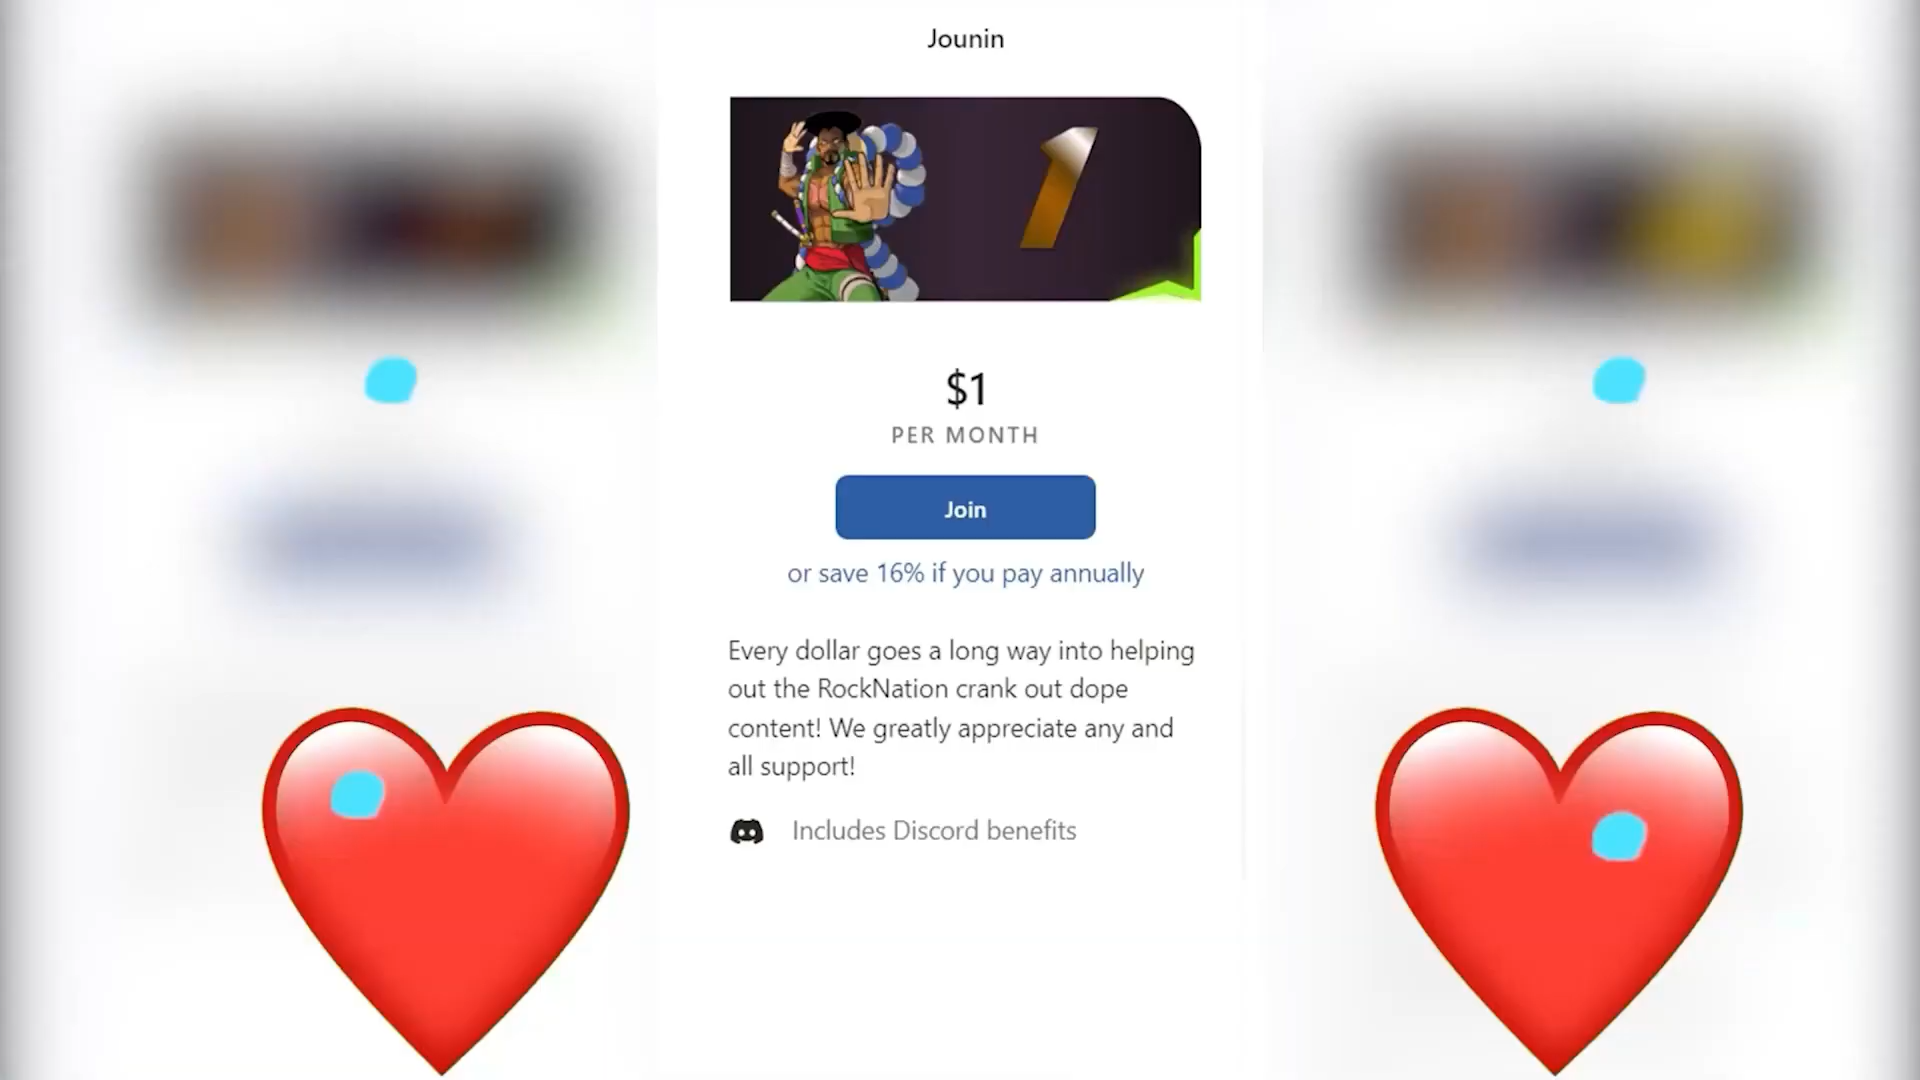 Jounin
1
$1
PER MONTH
Join
or save 16% if you pay annually
Every dollar goes a long way into helping
out the RockNation crank out dope
content! We greatly appreciate any and
all support!
Includes Discord benefits